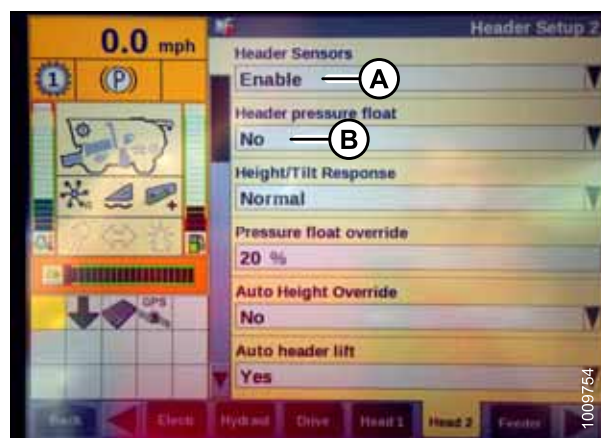 0.0 mph
Header Setup 2
1
(P)
Header Sensors
Enable
A
Header pressure float
No
B
Height/Tilt Response
Normal
Pressure float override
20 %
Auto Height Override
No
Auto header lift
Yes
GPS
Back
Electr
Hydraul
Drive
Head 1
Head 2
Feeder
1009754